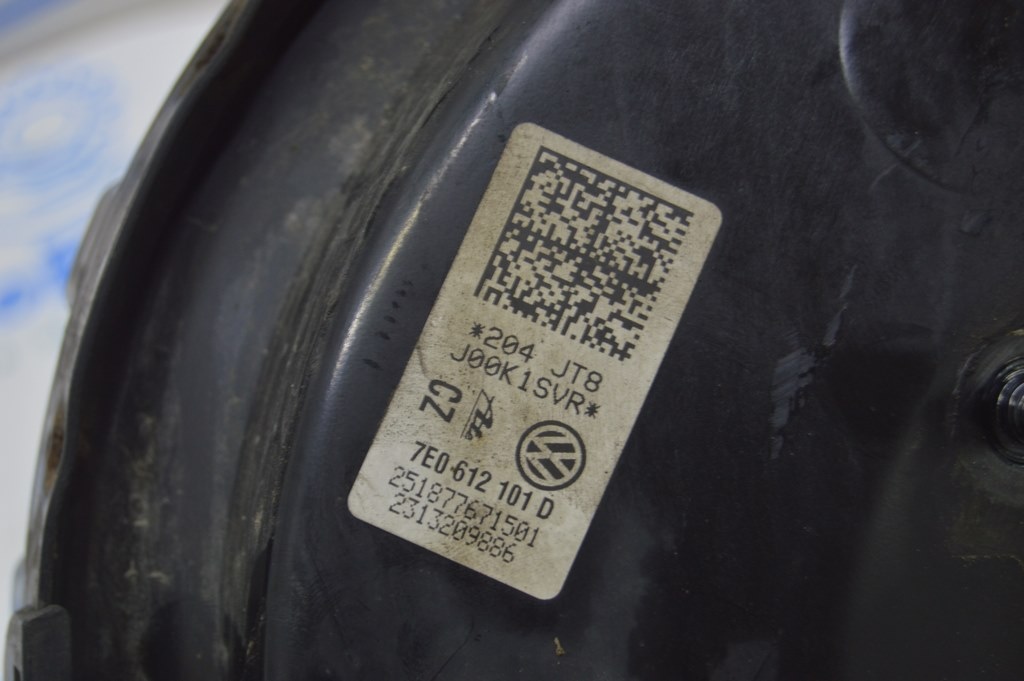 *204 JT8
J00K1SVR*
CZ
7E0 612 101 D
251877671501
2313209886